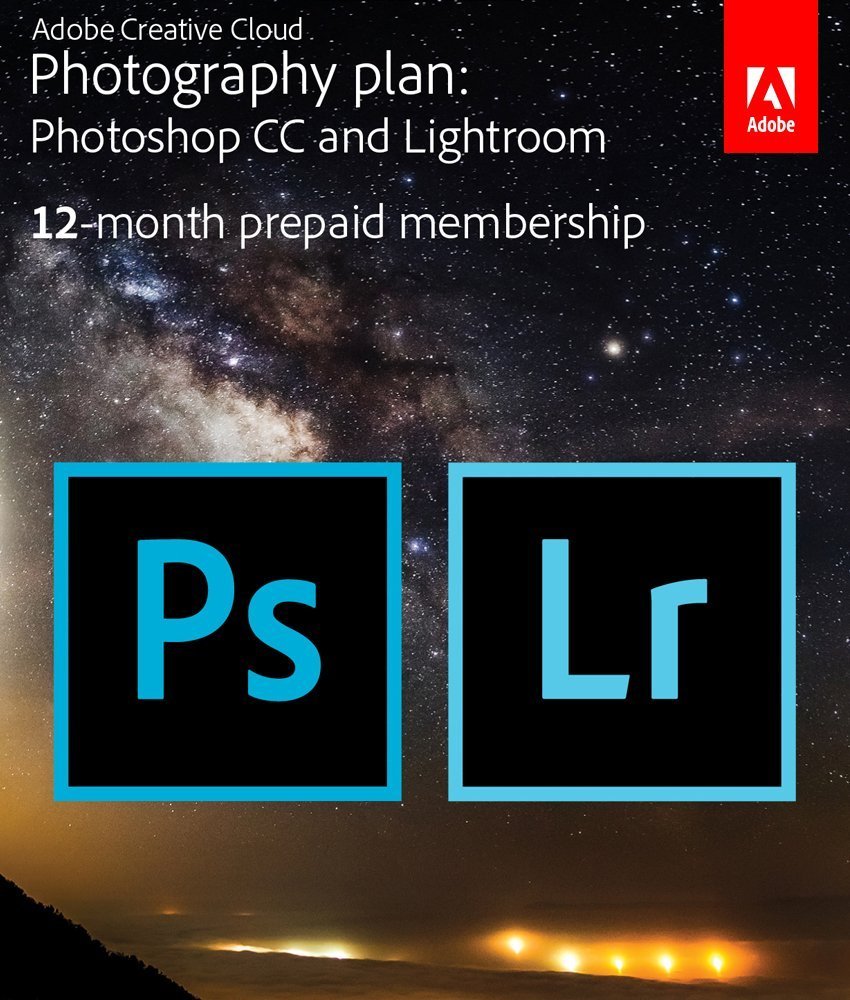 Adobe Creative Cloud
Photography plan:
Photoshop CC and Lightroom
12-month prepaid membership
Adobe
Ps
Lr